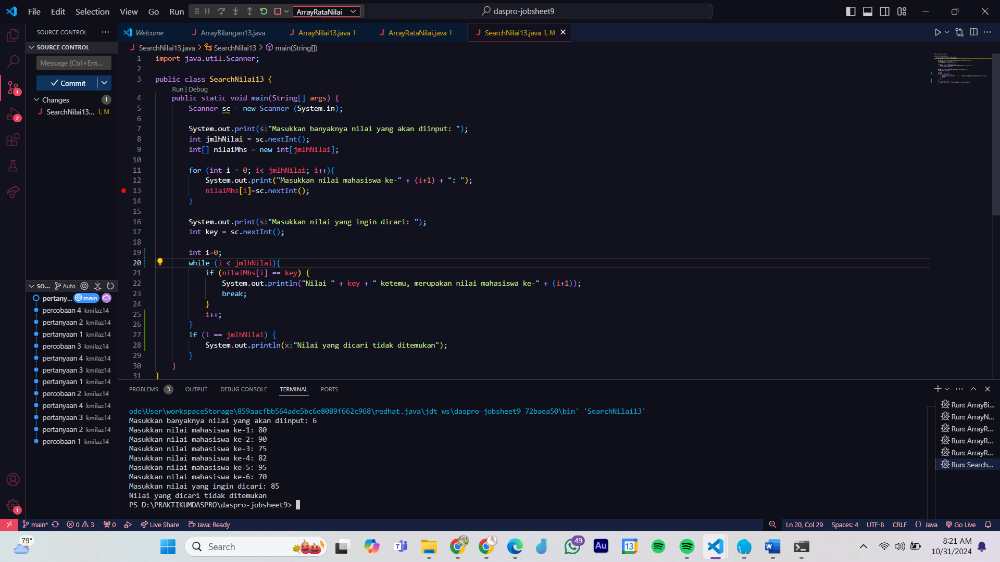 File Edit Selection View Go Run ArrayRataNilai daspro-jobsheet9
SOURCE CONTROL ...
SOURCE CONTROL
Message (Ctrl+Ent...
Commit
Changes 1
SearchNilai13... 1, M
SO... Auto
pertany... main
percobaan 4 kmilaz14
pertanyaan 2 kmilaz14
pertanyaan 1 kmilaz14
percobaan 3 kmilaz14
pertanyaan 4 kmilaz14
pertanyaan 3 kmilaz14
pertanyaan 1 kmilaz14
percobaan 2 kmilaz14
pertanyaan 4 kmilaz14
pertanyaan 3 kmilaz14
pertanyaan 2 kmilaz14
percobaan 1 kmilaz14
1
2
1
Welcome ArrayBilangan13.java ArrayNilai13.java 1 ArrayRataNilai.java 1 SearchNilai13.java 1, M
SearchNilai13.java > SearchNilai13 > main(String[])
1 import java.util.Scanner;
2
3 public class SearchNilai13 {
Run | Debug
4 public static void main(String[] args) {
5 Scanner sc = new Scanner (System.in);
6
7 System.out.print(s:"Masukkan banyaknya nilai yang akan diinput: ");
8 int jmlhNilai = sc.nextInt();
9 int[] nilaiMhs = new int[jmlhNilai];
10
11 for (int i = 0; i< jmlhNilai; i++){
12 System.out.print("Masukkan nilai mahasiswa ke-" + (i+1) + ": ");
13 nilaiMhs[i]=sc.nextInt();
14 }
15
16 System.out.print(s:"Masukkan nilai yang ingin dicari: ");
17 int key = sc.nextInt();
18
19 int i=0;
20 while (i < jmlhNilai){
21 if (nilaiMhs[i] == key) {
22 System.out.println("Nilai " + key + " ketemu, merupakan nilai mahasiswa ke-" + (i+1));
23 break;
24 }
25 i++;
26 }
27 if (i == jmlhNilai) {
28 System.out.println(x:"Nilai yang dicari tidak ditemukan");
29 }
30 }
31 }
PROBLEMS 3 OUTPUT DEBUG CONSOLE TERMINAL PORTS
ode\User\workspaceStorage\859aacfbb564ade5bc6e8089f662c968\redhat.java\jdt_ws\daspro-jobsheet9_72baea50\bin' 'SearchNilai13'
Masukkan banyaknya nilai yang akan diinput: 6
Masukkan nilai mahasiswa ke-1: 80
Masukkan nilai mahasiswa ke-2: 90
Masukkan nilai mahasiswa ke-3: 75
Masukkan nilai mahasiswa ke-4: 82
Masukkan nilai mahasiswa ke-5: 95
Masukkan nilai mahasiswa ke-6: 70
Masukkan nilai yang ingin dicari: 85
Nilai yang dicari tidak ditemukan
PS D:\PRAKTIKUMDASPRO\daspro-jobsheet9>
Run: ArrayBi...
Run: ArrayN...
Run: ArrayR...
Run: ArrayR...
Run: ArrayR...
Run: Search...
main* 0 3 0 Live Share Java: Ready Ln 20, Col 29 Spaces: 4 UTF-8 CRLF {} Java Go Live
79° Search 49 Au 13 W 8:21 AM
10/31/2024